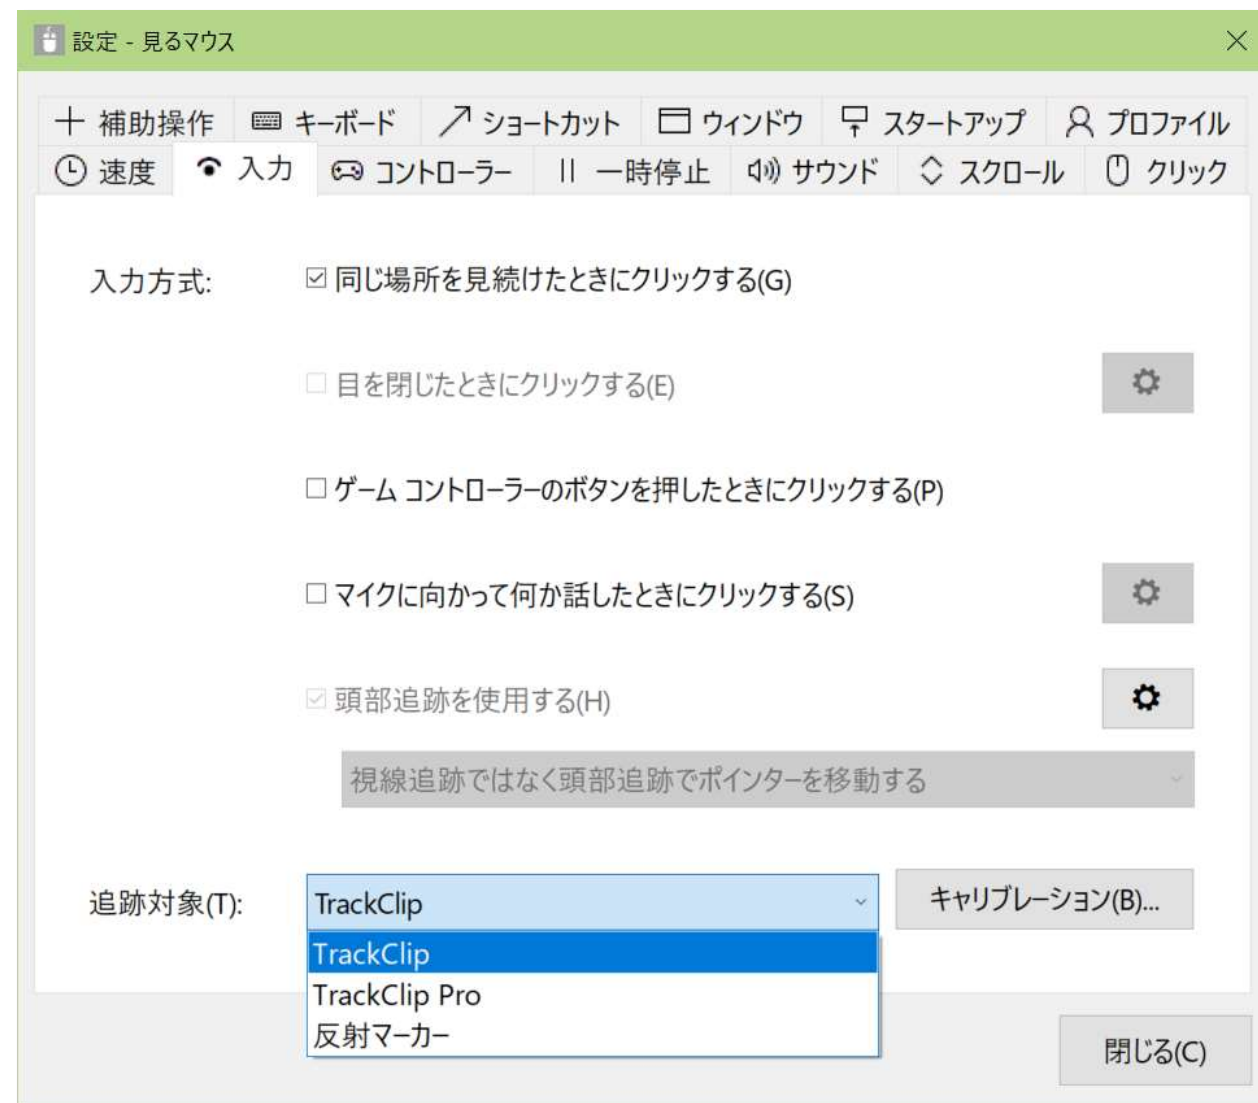 設定 - 見るマウス
補助操作 キーボード ショートカット ウィンドウ スタートアップ プロファイル
速度 入力 コントローラー 一時停止 サウンド スクロール クリック
入力方式: 同じ場所を見続けたときにクリックする(G)
目を閉じたときにクリックする(E)
ゲーム コントローラーのボタンを押したときにクリックする(P)
マイクに向かって何か話したときにクリックする(S)
頭部追跡を使用する(H)
視線追跡ではなく頭部追跡でポインターを移動する
追跡対象(T): TrackClip キャリブレーション(B)...
TrackClip
TrackClip Pro
反射マーカー
閉じる(C)